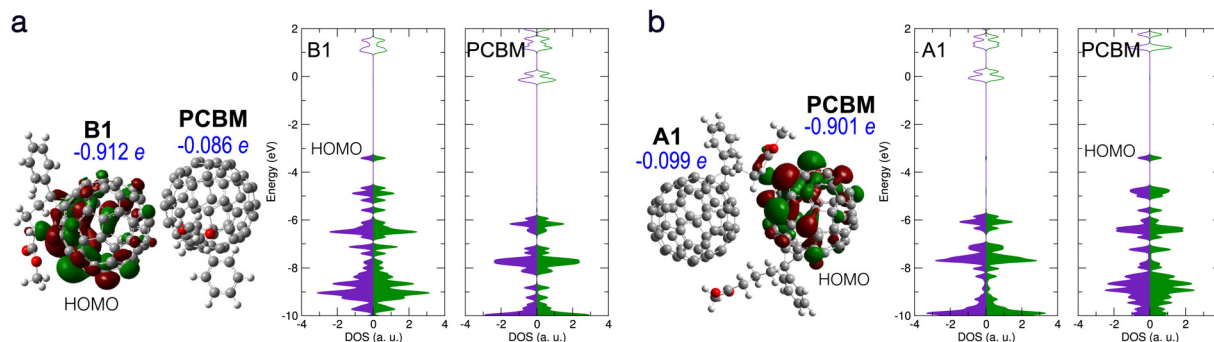 a
B1
-0.912 e
HOMO
PCBM
-0.086 e
B1
HOMO
Energy (eV)
2
0
-2
-4
-6
-8
-10
-4 -2 0 2 4
DOS (a. u.)
PCBM
-4 -2 0 2 4
DOS (a. u.)
b
A1
-0.099 e
PCBM
-0.901 e
HOMO
A1
Energy (eV)
2
0
-2
-4
-6
-8
-10
-4 -2 0 2 4
DOS (a. u.)
PCBM
HOMO
-4 -2 0 2 4
DOS (a. u.)